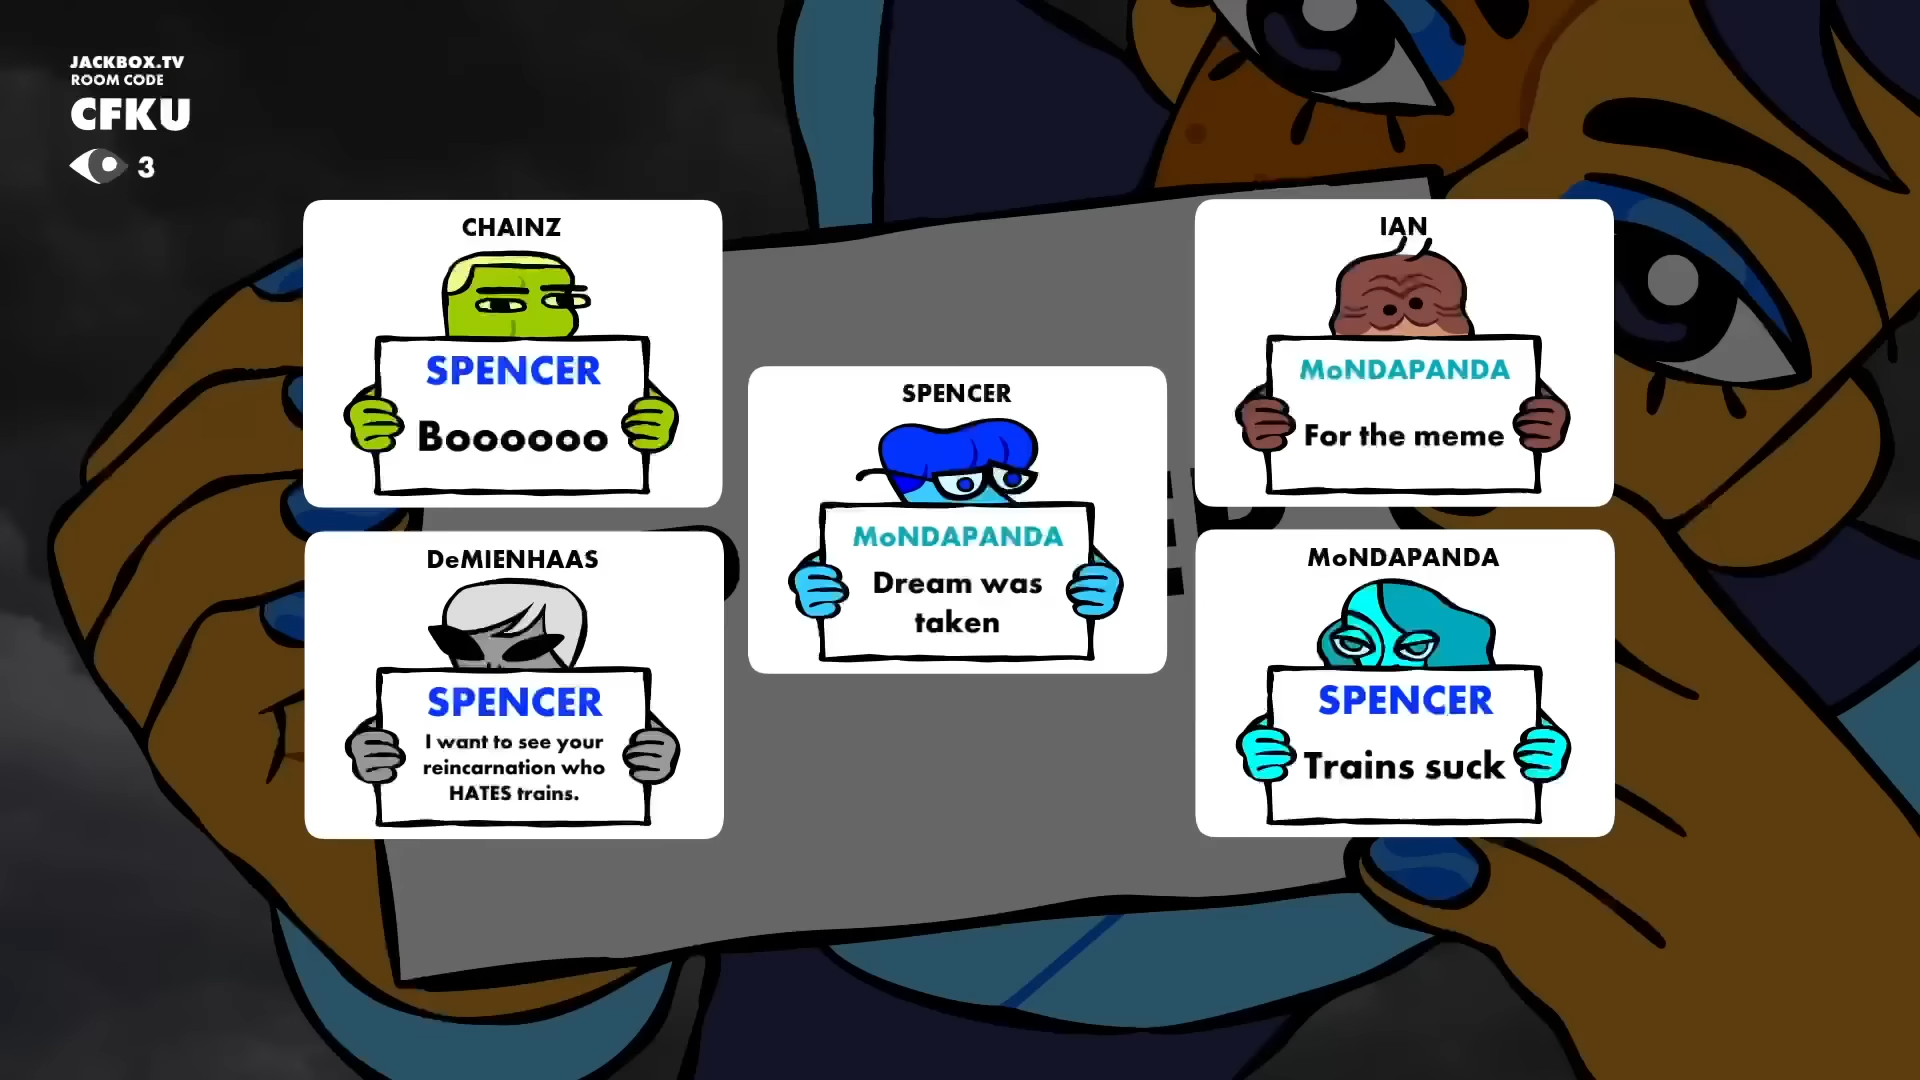 JACKBOX.TV
ROOM CODE
CFKU
3
CHAINZ
SPENCER
Boooooo
DeMIENHAAS
SPENCER
I want to see your
reincarnation who
HATES trains.
SPENCER
MoNDAPANDA
Dream was
taken
IAN
MoNDAPANDA
For the meme
MoNDAPANDA
SPENCER
Trains suck